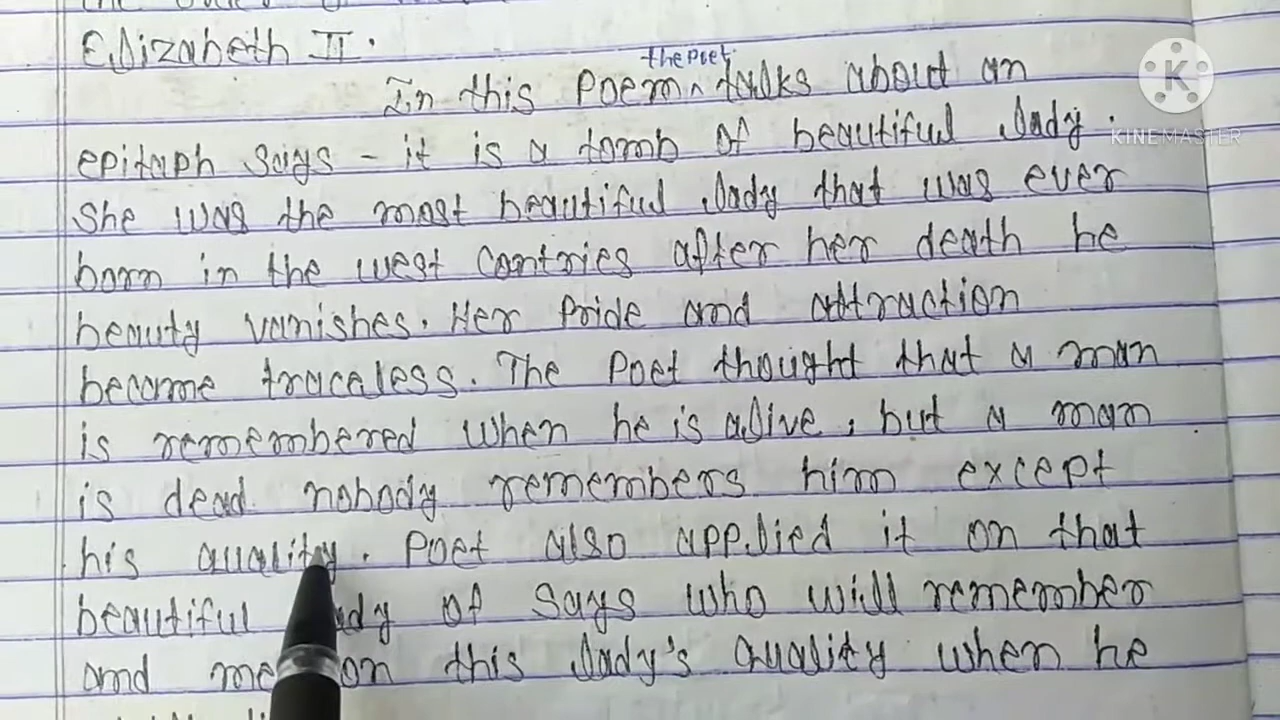 Elizabeth II.
the poet
In this Poem ^ talks about an
epitaph says - it is a tomb of beautiful lady.
She was the most beautiful lady that was ever
born in the west contries after her death he
beauty vanishes. Her Pride and attraction
become traceless. The Poet thought that a man
is remembered when he is alive, but a man
is dead nobody remembers him except
his quality. Poet also applied it on that
beautiful lady of says who will remember
and this lady's quality when he
K
KINEMASTER